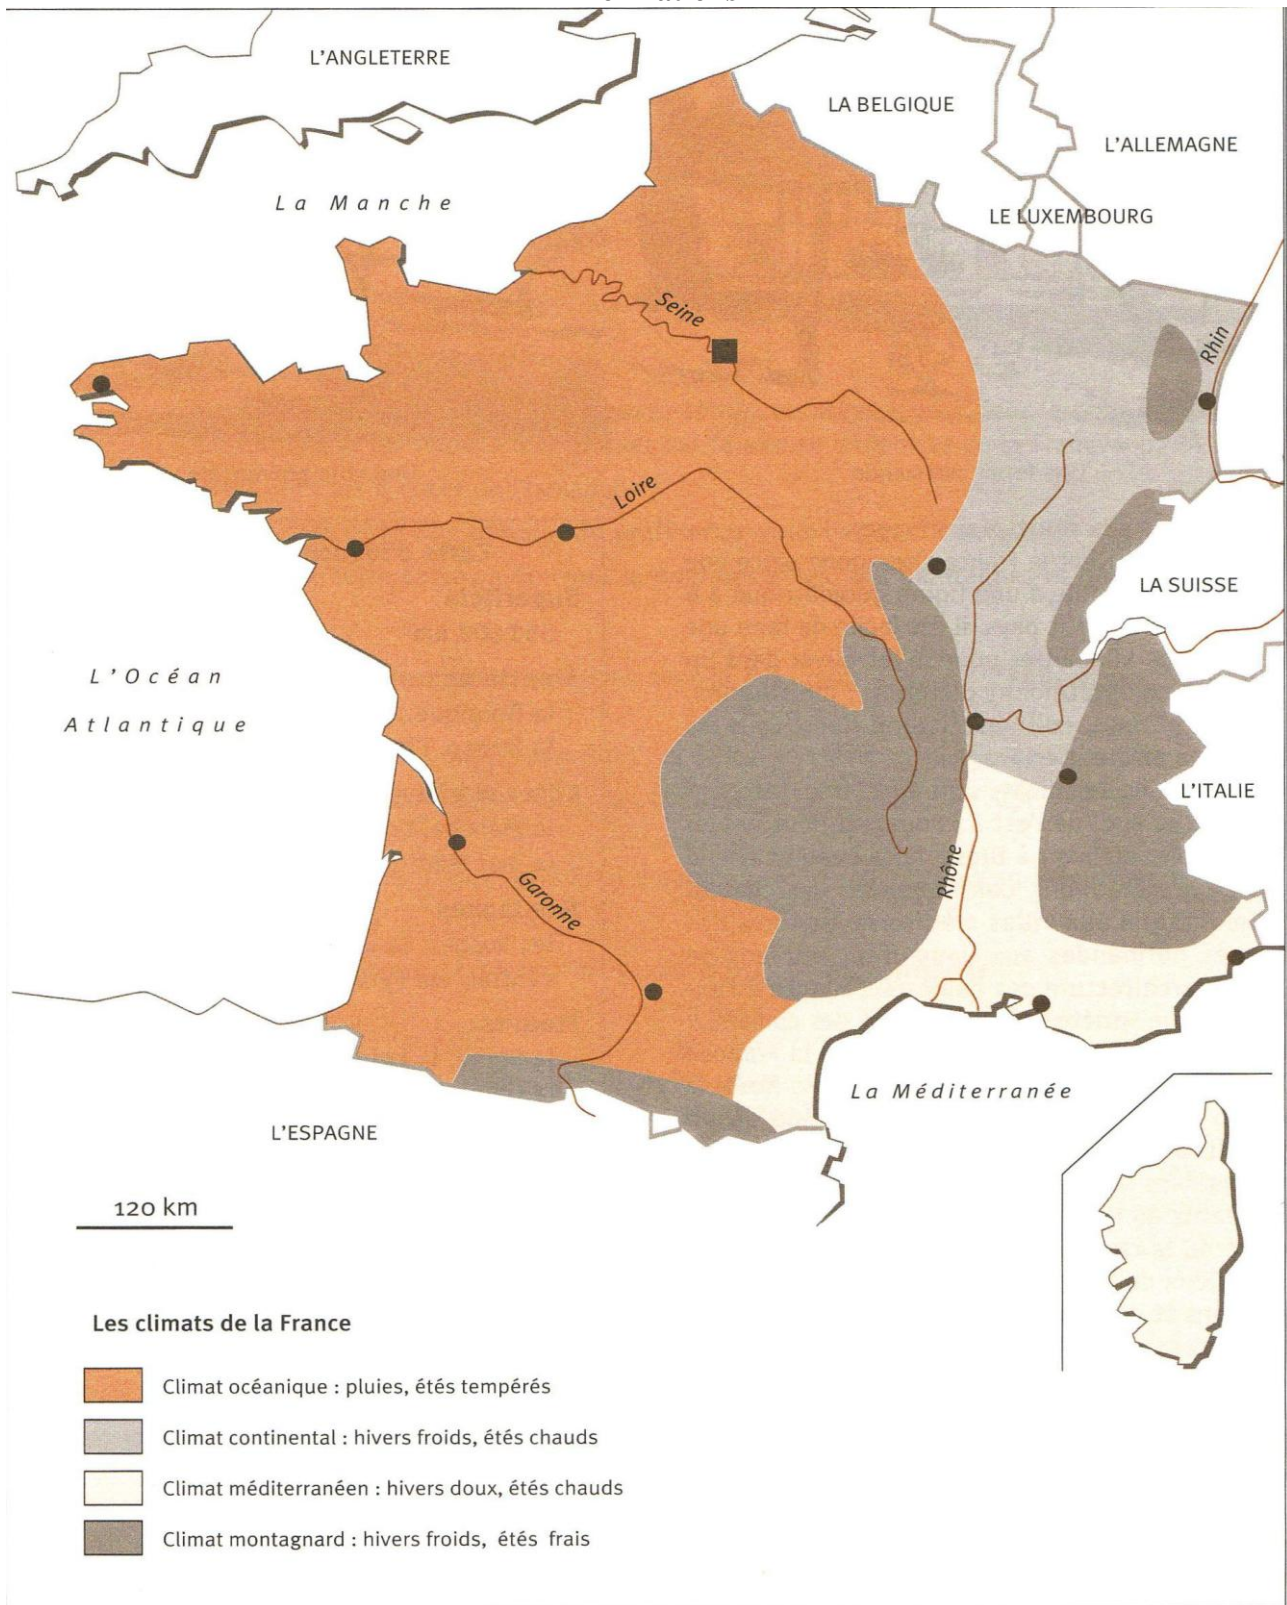 L'ANGLETERRE
LA BELGIQUE
L'ALLEMAGNE
La Manche
LE LUXEMBOURG
Seine
Rhin
Loire
LA SUISSE
L'Océan
Atlantique
L'ITALIE
Garonne
Rhône
La Méditerranée
L'ESPAGNE
120 km
Les climats de la France
Climat océanique : pluies, étés tempérés
Climat continental : hivers froids, étés chauds
Climat méditerranéen : hivers doux, étés chauds
Climat montagnard : hivers froids, étés frais